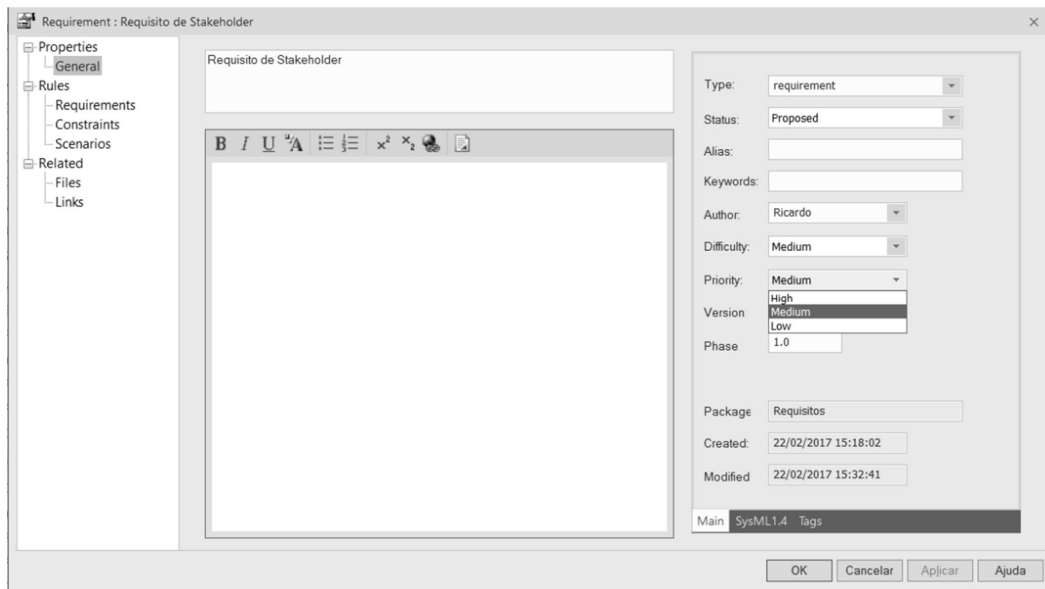 Requirement : Requisito de Stakeholder
Properties
General
Rules
Requirements
Constraints
Scenarios
Related
Files
Links
Requisito de Stakeholder
B I U A x² x₂
Type: requirement
Status: Proposed
Alias:
Keywords:
Author: Ricardo
Difficulty: Medium
Priority: Medium
High
Version Medium
Low
Phase 1.0
Package Requisitos
Created: 22/02/2017 15:18:02
Modified 22/02/2017 15:32:41
Main SysML1.4 Tags
OK Cancelar Aplicar Ajuda